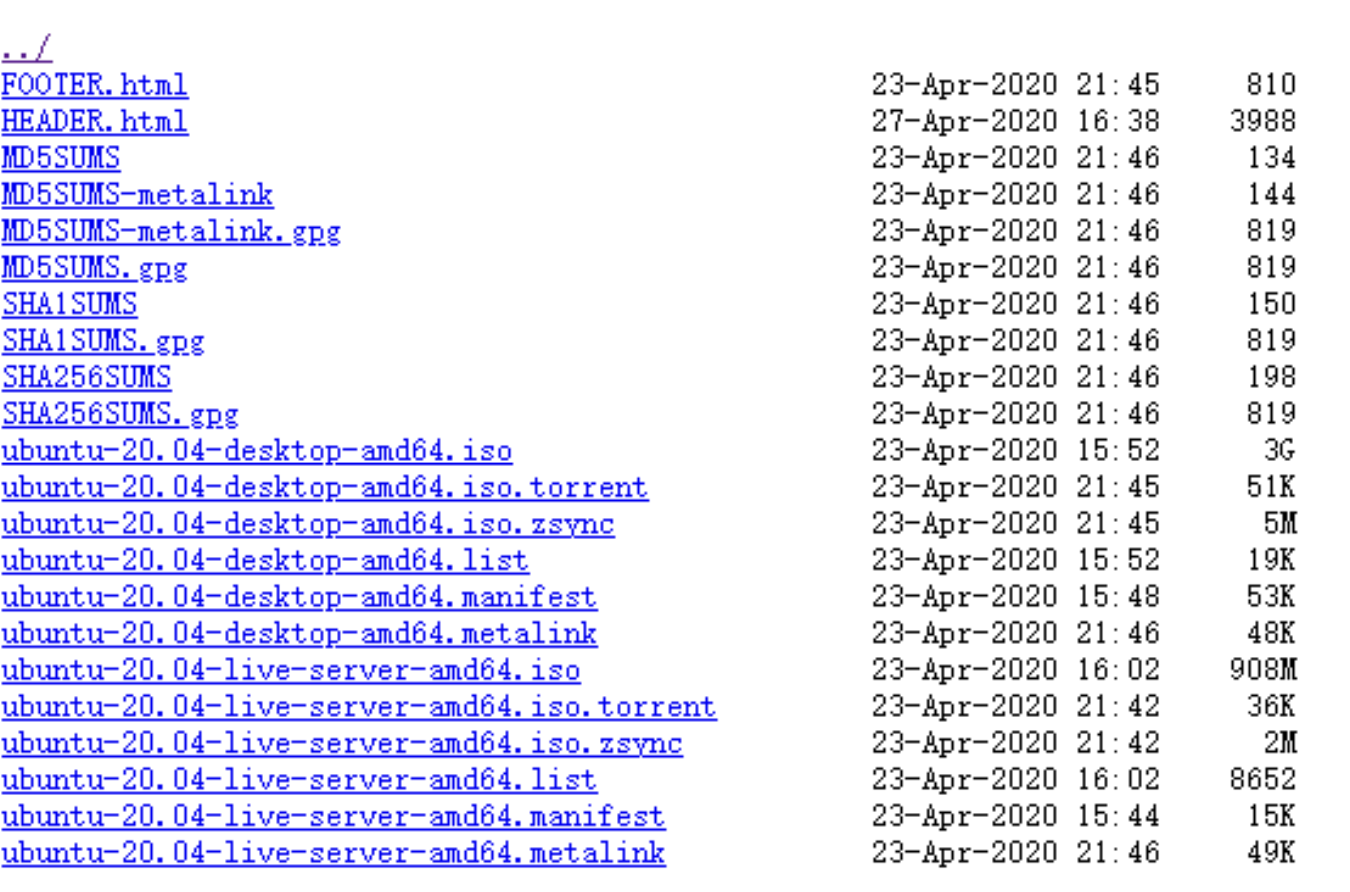 ../
FOOTER.html 23-Apr-2020 21:45 810
HEADER.html 27-Apr-2020 16:38 3988
MD5SUMS 23-Apr-2020 21:46 134
MD5SUMS-metalink 23-Apr-2020 21:46 144
MD5SUMS-metalink.gpg 23-Apr-2020 21:46 819
MD5SUMS.gpg 23-Apr-2020 21:46 819
SHA1SUMS 23-Apr-2020 21:46 150
SHA1SUMS.gpg 23-Apr-2020 21:46 819
SHA256SUMS 23-Apr-2020 21:46 198
SHA256SUMS.gpg 23-Apr-2020 21:46 819
ubuntu-20.04-desktop-amd64.iso 23-Apr-2020 15:52 3G
ubuntu-20.04-desktop-amd64.iso.torrent 23-Apr-2020 21:45 51K
ubuntu-20.04-desktop-amd64.iso.zsync 23-Apr-2020 21:45 5M
ubuntu-20.04-desktop-amd64.list 23-Apr-2020 15:52 19K
ubuntu-20.04-desktop-amd64.manifest 23-Apr-2020 15:48 53K
ubuntu-20.04-desktop-amd64.metalink 23-Apr-2020 21:46 48K
ubuntu-20.04-live-server-amd64.iso 23-Apr-2020 16:02 908M
ubuntu-20.04-live-server-amd64.iso.torrent 23-Apr-2020 21:42 36K
ubuntu-20.04-live-server-amd64.iso.zsync 23-Apr-2020 21:42 2M
ubuntu-20.04-live-server-amd64.list 23-Apr-2020 16:02 8652
ubuntu-20.04-live-server-amd64.manifest 23-Apr-2020 15:44 15K
ubuntu-20.04-live-server-amd64.metalink 23-Apr-2020 21:46 49K